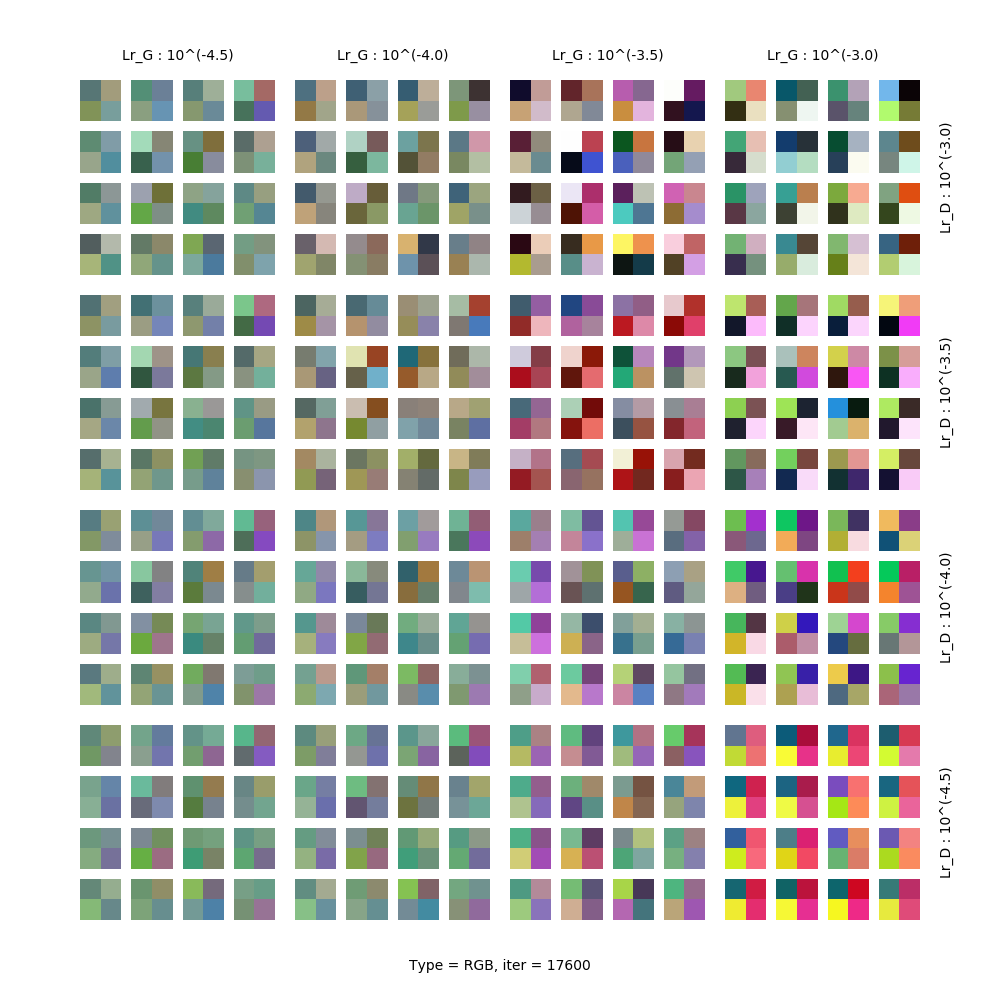 Lr_G : 10^(-4.5)
Lr_G : 10^(-4.0)
Lr_G : 10^(-3.5)
Lr_G : 10^(-3.0)
Lr_D : 10^(-3.0)
Lr_D : 10^(-3.5)
Lr_D : 10^(-4.0)
Lr_D : 10^(-4.5)
Type = RGB, iter = 17600